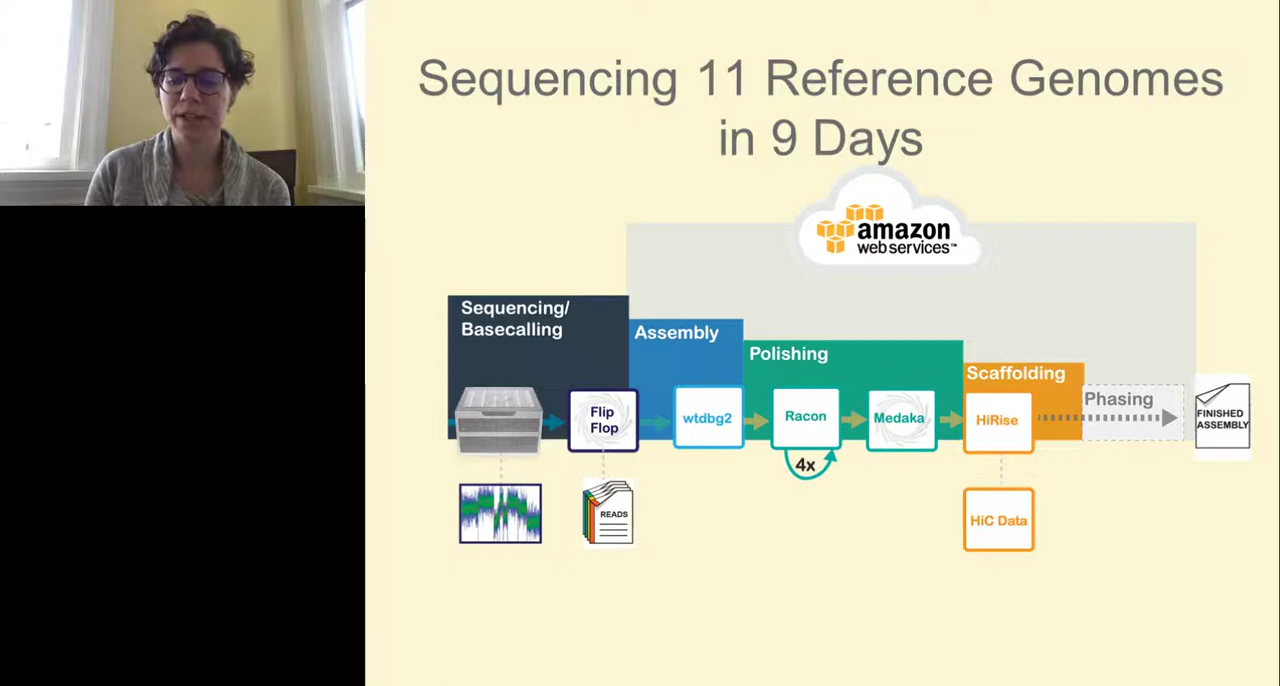 Sequencing 11 Reference Genomes
in 9 Days
amazon
webservices™
Sequencing/
Basecalling
Assembly
Polishing
Scaffolding
Phasing
Flip
Flop
wtdbg2
Racon
Medaka
HiRise
FINISHED
ASSEMBLY
4x
READS
HiC Data